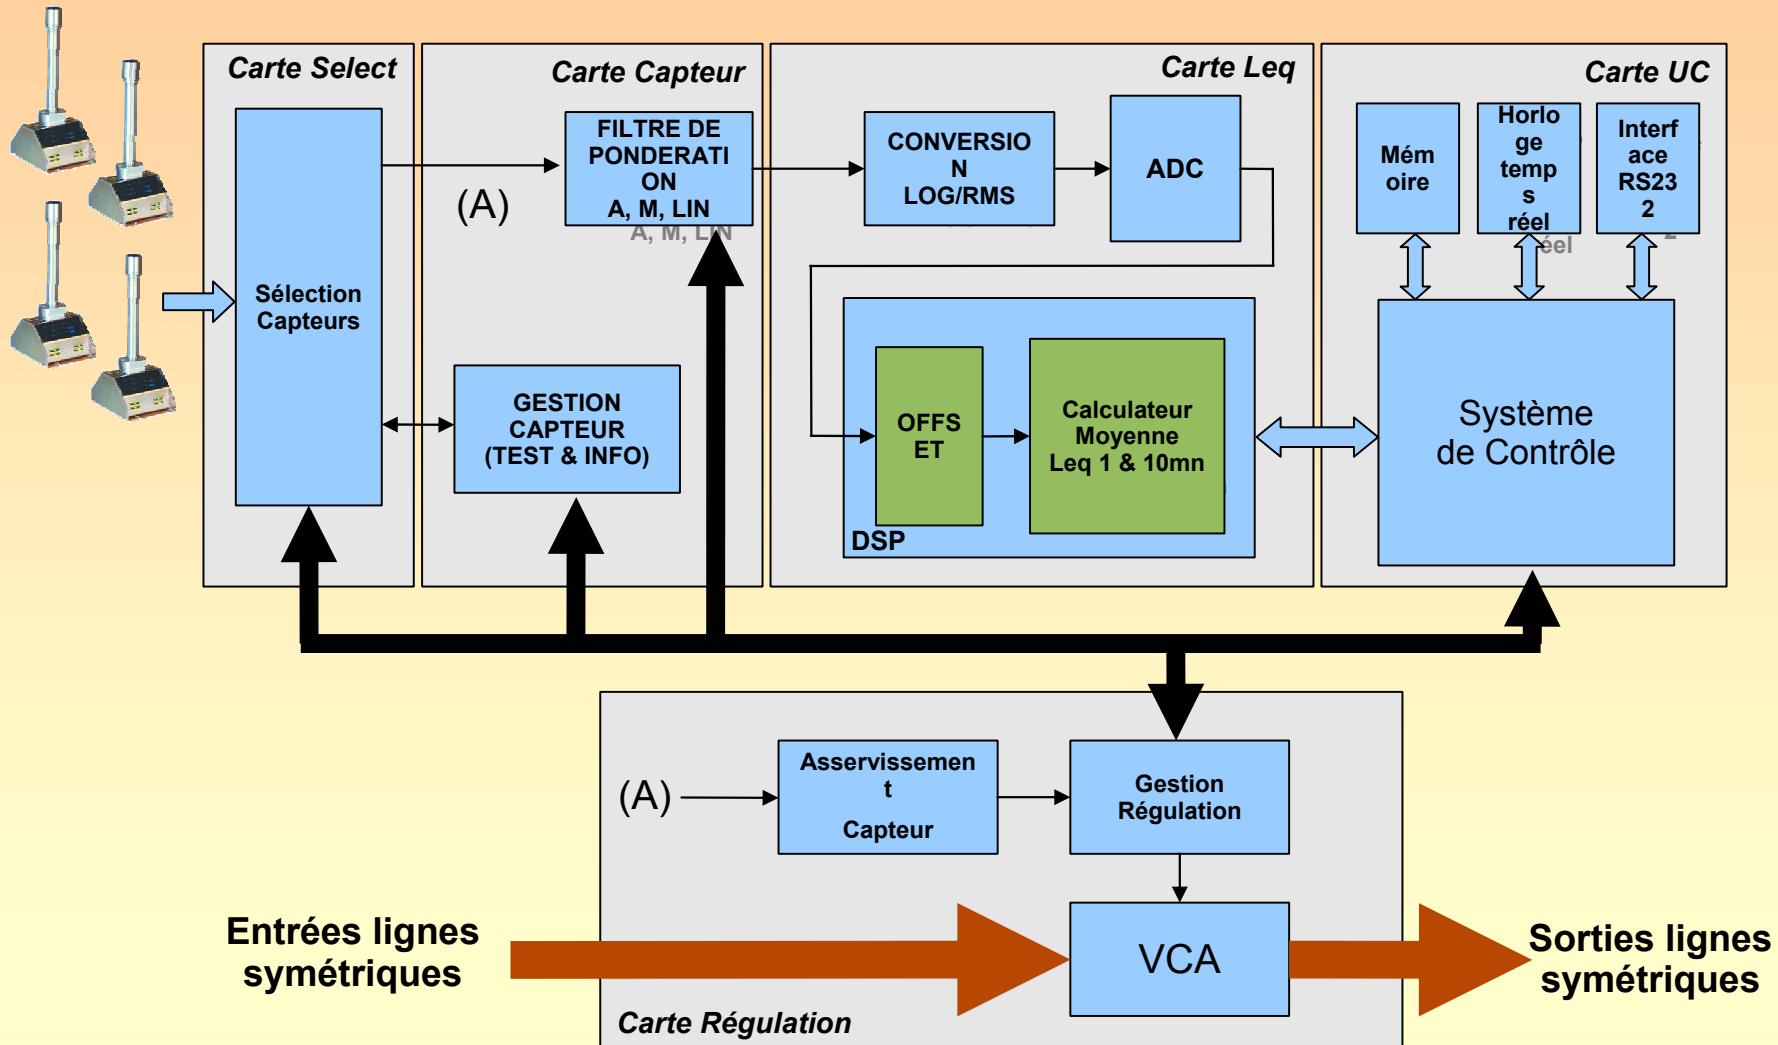 Carte Select
Carte Capteur
Carte Leq
Carte UC
Sélection
Capteurs
(A)
FILTRE DE
PONDERATI
ON
A, M, LIN
A, M, LIN
GESTION
CAPTEUR
(TEST & INFO)
CONVERSIO
N
LOG/RMS
ADC
OFFS
ET
Calculateur
Moyenne
Leq 1 & 10mn
DSP
Mém
oire
Horlo
ge
temp
s
réel
éel
Interf
ace
RS23
2
2
Système
de Contrôle
(A)
Asservissemen
t
Capteur
Gestion
Régulation
Entrées lignes
symétriques
VCA
Sorties lignes
symétriques
Carte Régulation